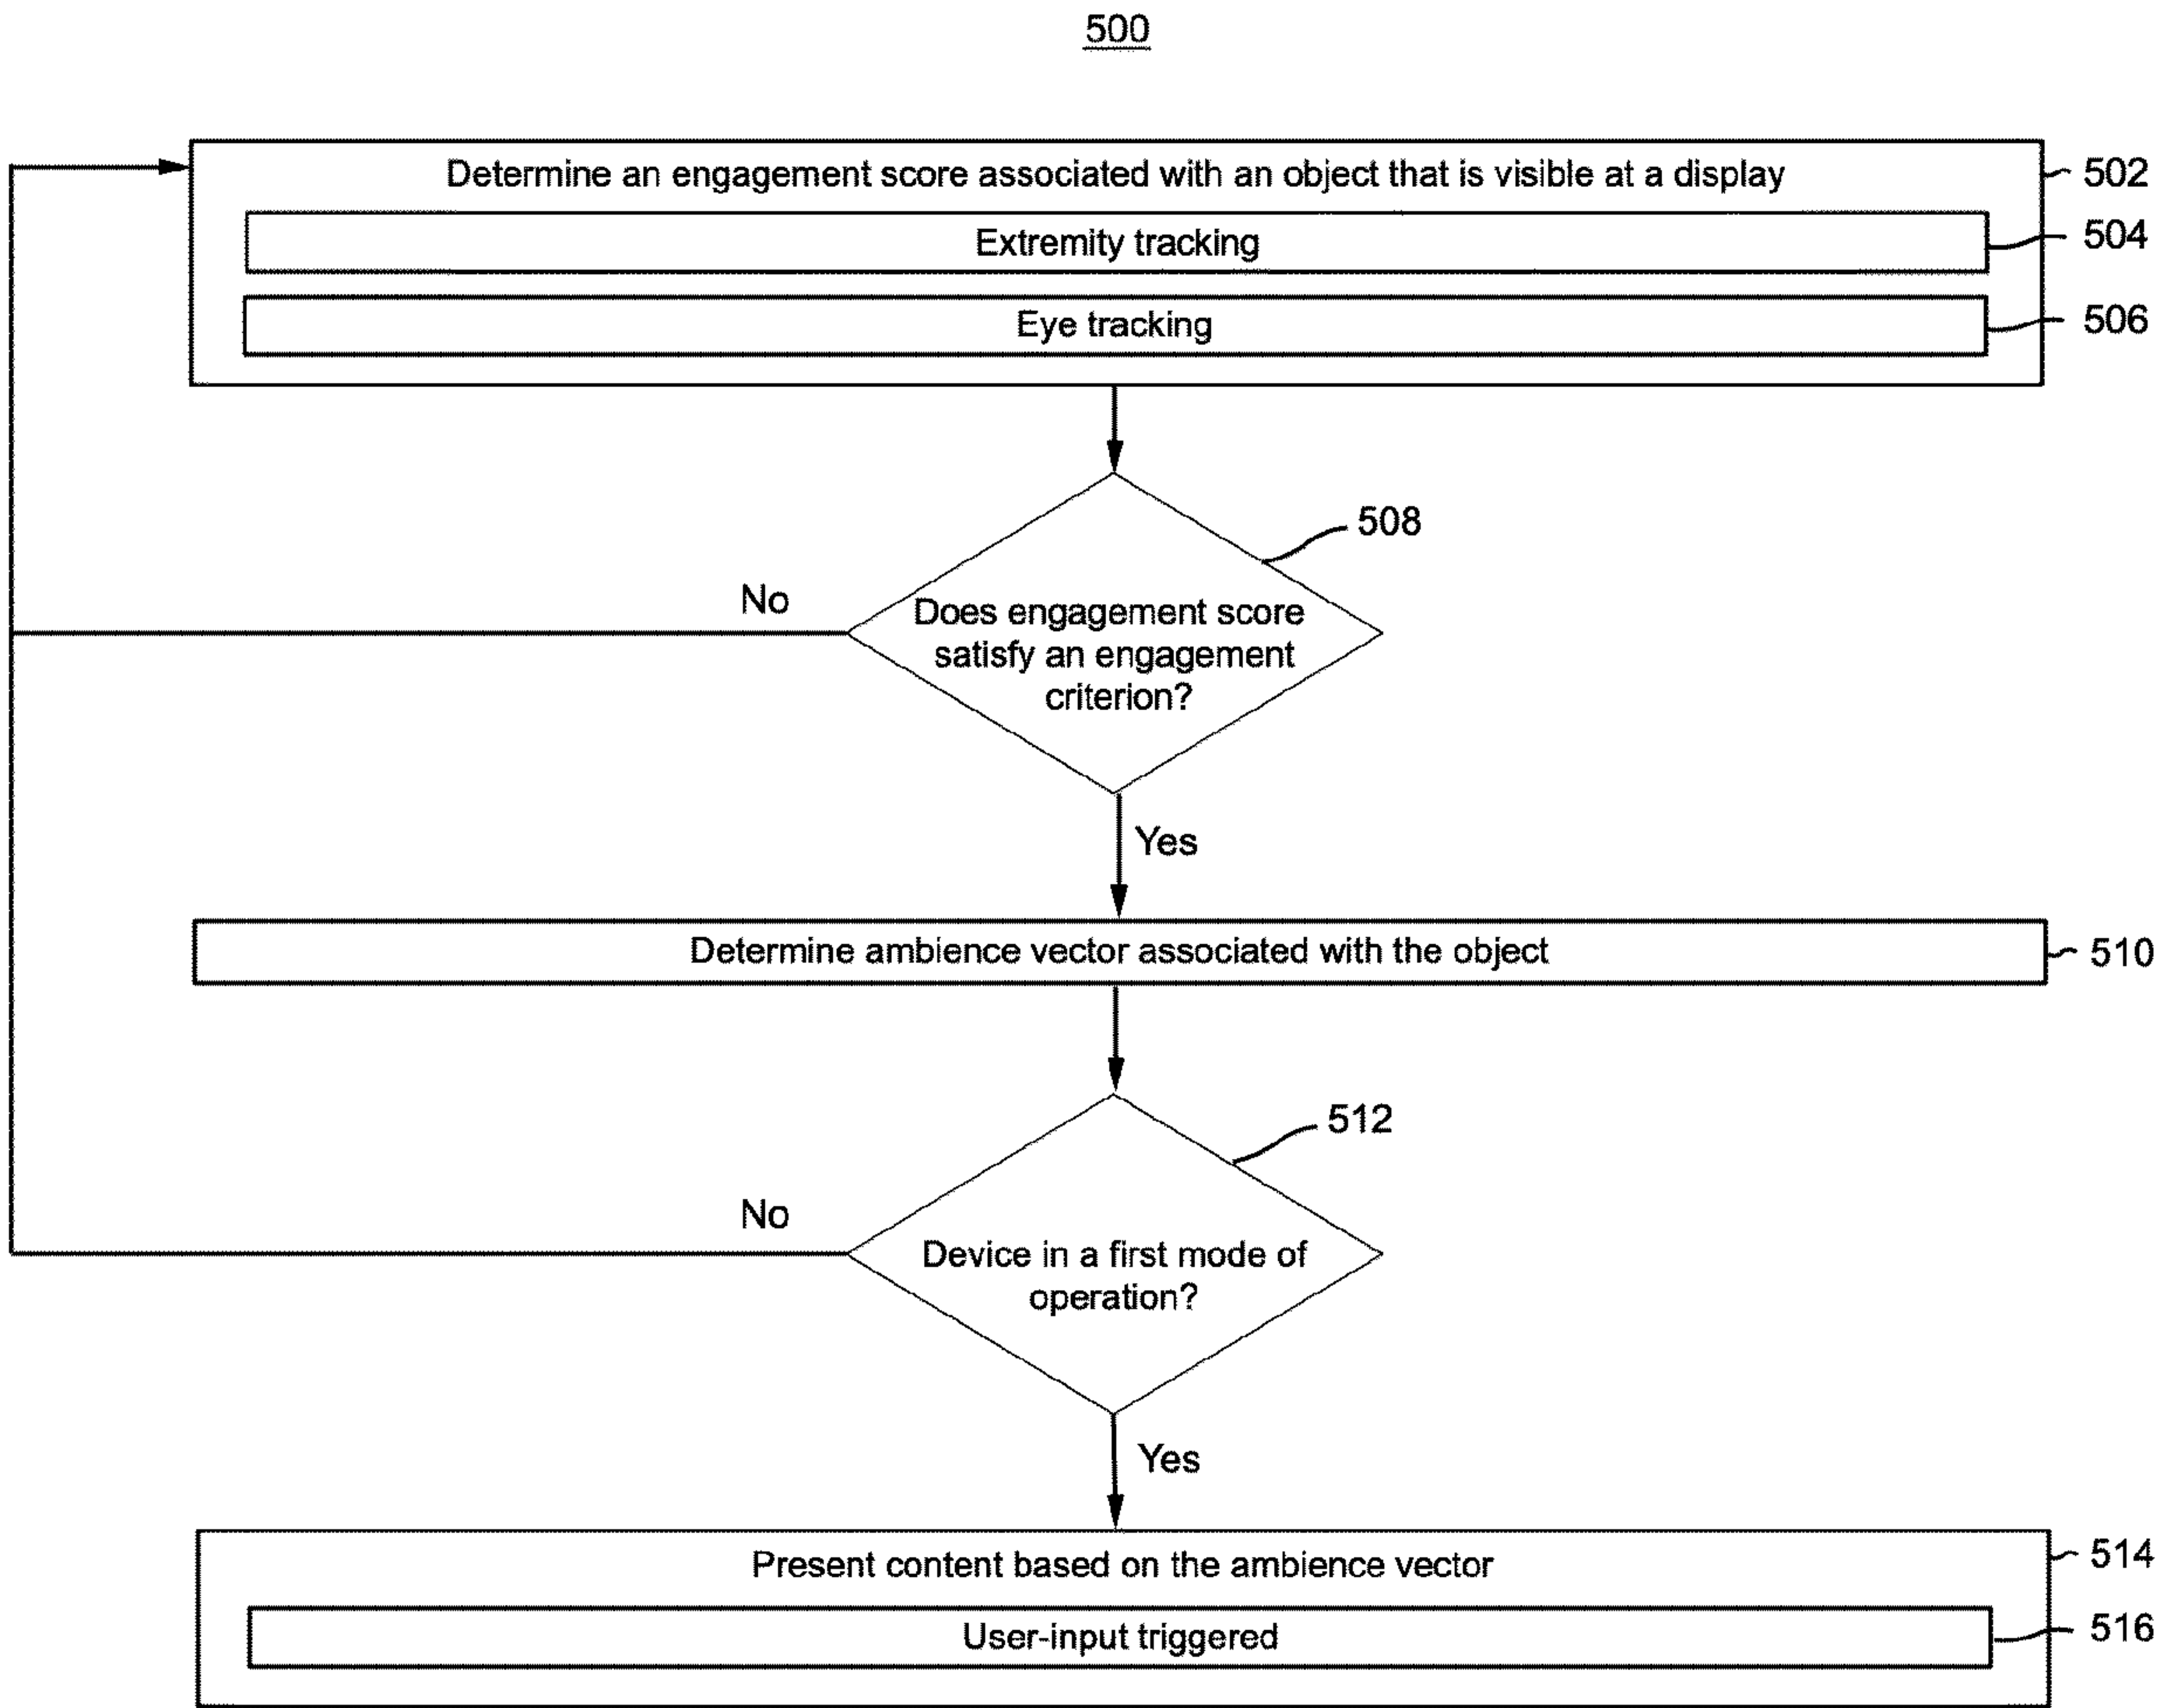 500
Determine an engagement score associated with an object that is visible at a display
502
Extremity tracking
504
Eye tracking
506
508
Does engagement score
satisfy an engagement
criterion?
No
Yes
Determine ambience vector associated with the object
510
512
Device in a first mode of
operation?
No
Yes
Present content based on the ambience vector
514
User-input triggered
516